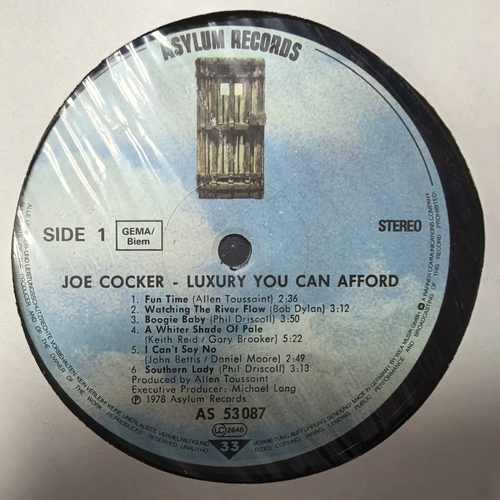 ASYLUM RECORDS
SIDE 1
GEMA/
Biem
STEREO
JOE COCKER - LUXURY YOU CAN AFFORD
1. Fun Time (Allen Toussaint) 2:36
2. Watching The River Flow (Bob Dylan) 3:12
3. Boogie Baby (Phil Driscoll) 3:50
4. A Whiter Shade Of Pale
(Keith Reid / Gary Brooker) 3:22
5. I Can't Say No
(John Bettis / Daniel Moore) 2:49
6 Southern Lady (Phil Driscoll) 3:15
Produced by Allen Toussaint
Executive Producer: Michael Lang
Ⓟ 1978 Asylum Records
AS 53087
LC 2646
33